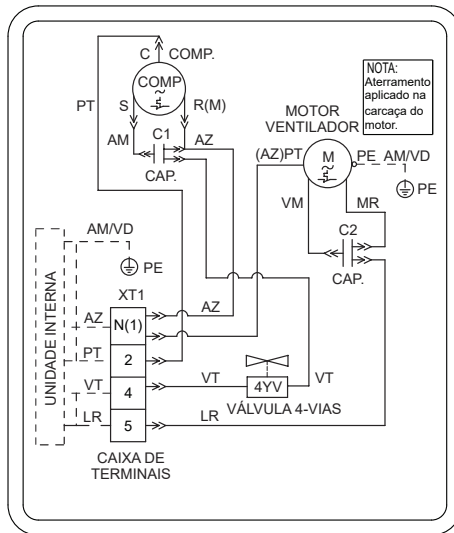 C COMP.
COMP
PT
S
R(M)
AM
C1
AZ
CAP.
NOTA:
Aterramento
aplicado na
carcaça do
motor.
MOTOR
VENTILADOR
(AZ)PT
M
PE AM/VD
PE
VM
MR
C2
CAP.
AM/VD
PE
XT1
UNIDADE INTERNA
AZ
N(1)
AZ
PT
2
VT
4
VT
4YV
VT
VÁLVULA 4-VIAS
LR
5
LR
CAIXA DE
TERMINAIS